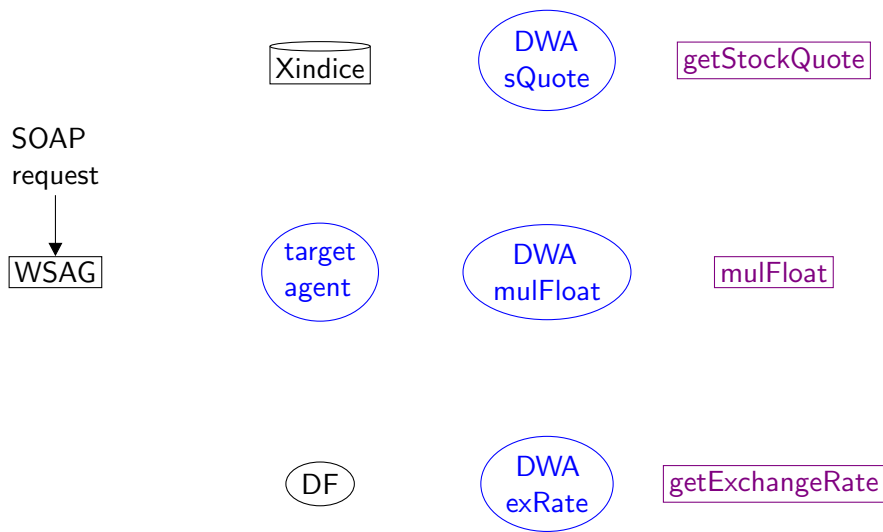 Xindice
DWA
sQuote
getStockQuote
SOAP
request
WSAG
target
agent
DWA
mulFloat
mulFloat
DF
DWA
exRate
getExchangeRate